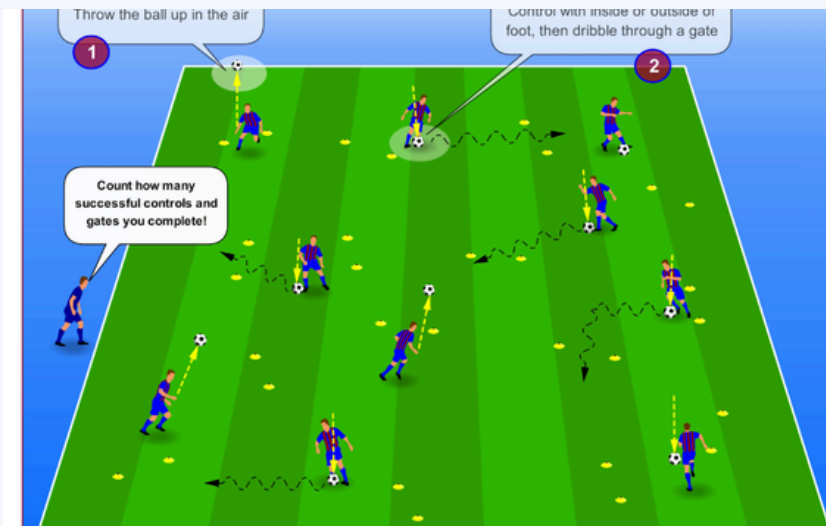 Throw the ball up in the air
1
Control with inside or outside of
foot, then dribble through a gate
2
Count how many
successful controls and
gates you complete!